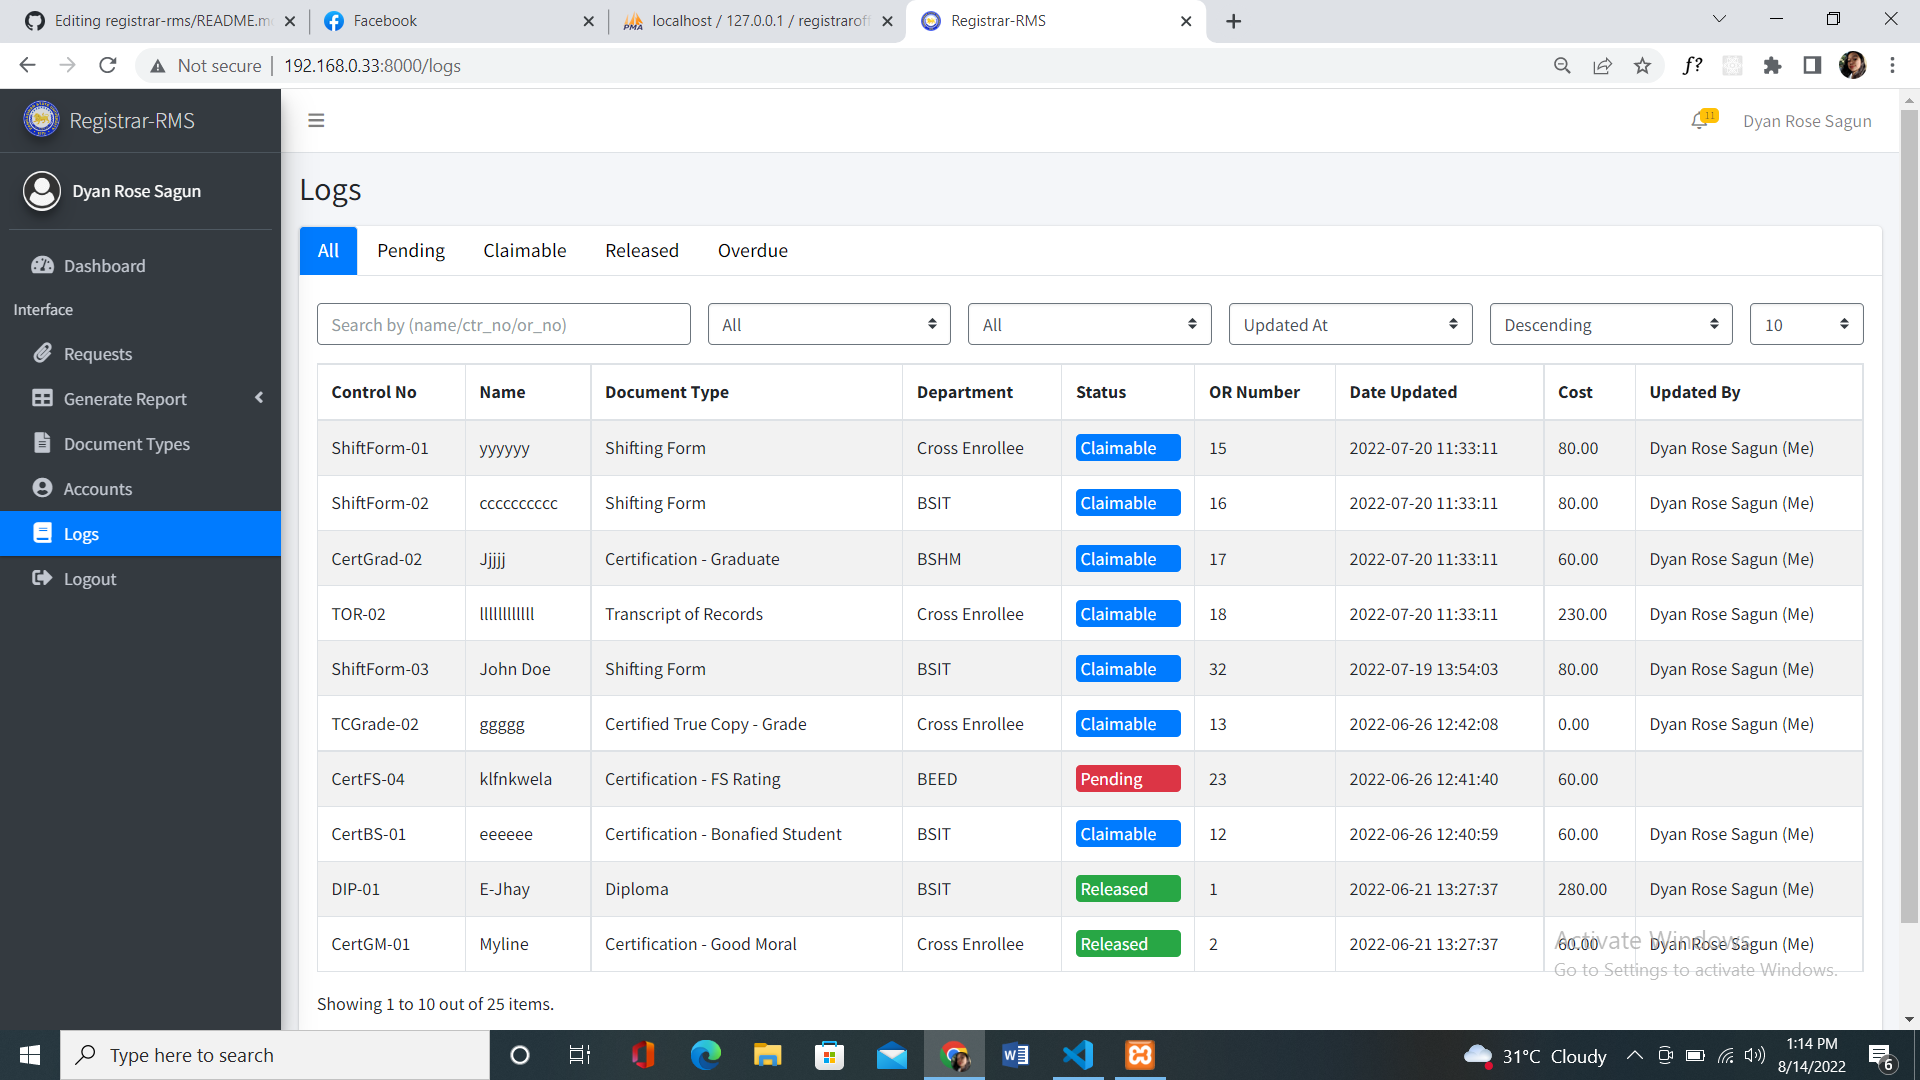 Editing registrar-rms/README.m
Facebook
localhost / 127.0.0.1 / registraroff
Registrar-RMS
Not secure
192.168.0.33:8000/logs
f?
Registrar-RMS
11
Dyan Rose Sagun
Dyan Rose Sagun
Dashboard
Interface
Requests
Generate Report
Document Types
Accounts
Logs
Logout
Logs
All Pending Claimable Released Overdue
Search by (name/ctr_no/or_no) All All Updated At Descending 10
Control No Name Document Type Department Status OR Number Date Updated Cost Updated By
ShiftForm-01 yyyyyy Shifting Form Cross Enrollee Claimable 15 2022-07-20 11:33:11 80.00 Dyan Rose Sagun (Me)
ShiftForm-02 cccccccccc Shifting Form BSIT Claimable 16 2022-07-20 11:33:11 80.00 Dyan Rose Sagun (Me)
CertGrad-02 Jjjjj Certification - Graduate BSHM Claimable 17 2022-07-20 11:33:11 60.00 Dyan Rose Sagun (Me)
TOR-02 llllllllllll Transcript of Records Cross Enrollee Claimable 18 2022-07-20 11:33:11 230.00 Dyan Rose Sagun (Me)
ShiftForm-03 John Doe Shifting Form BSIT Claimable 32 2022-07-19 13:54:03 80.00 Dyan Rose Sagun (Me)
TCGrade-02 ggggg Certified True Copy - Grade Cross Enrollee Claimable 13 2022-06-26 12:42:08 0.00 Dyan Rose Sagun (Me)
CertFS-04 klfnkwela Certification - FS Rating BEED Pending 23 2022-06-26 12:41:40 60.00
CertBS-01 eeeeee Certification - Bonafied Student BSIT Claimable 12 2022-06-26 12:40:59 60.00 Dyan Rose Sagun (Me)
DIP-01 E-Jhay Diploma BSIT Released 1 2022-06-21 13:27:37 280.00 Dyan Rose Sagun (Me)
CertGM-01 Myline Certification - Good Moral Cross Enrollee Released 2 2022-06-21 13:27:37 60.00 Dyan Rose Sagun (Me)
Activate Windows
Go to Settings to activate Windows.
Showing 1 to 10 out of 25 items.
Type here to search
31°C Cloudy
1:14 PM
8/14/2022
6